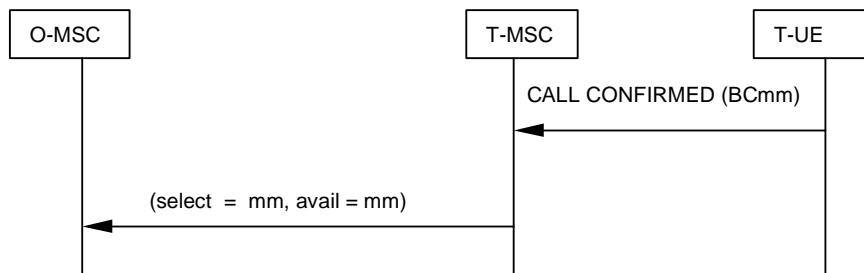 O-MSC
T-MSC
T-UE
CALL CONFIRMED (BCmm)
(select = mm, avail = mm)